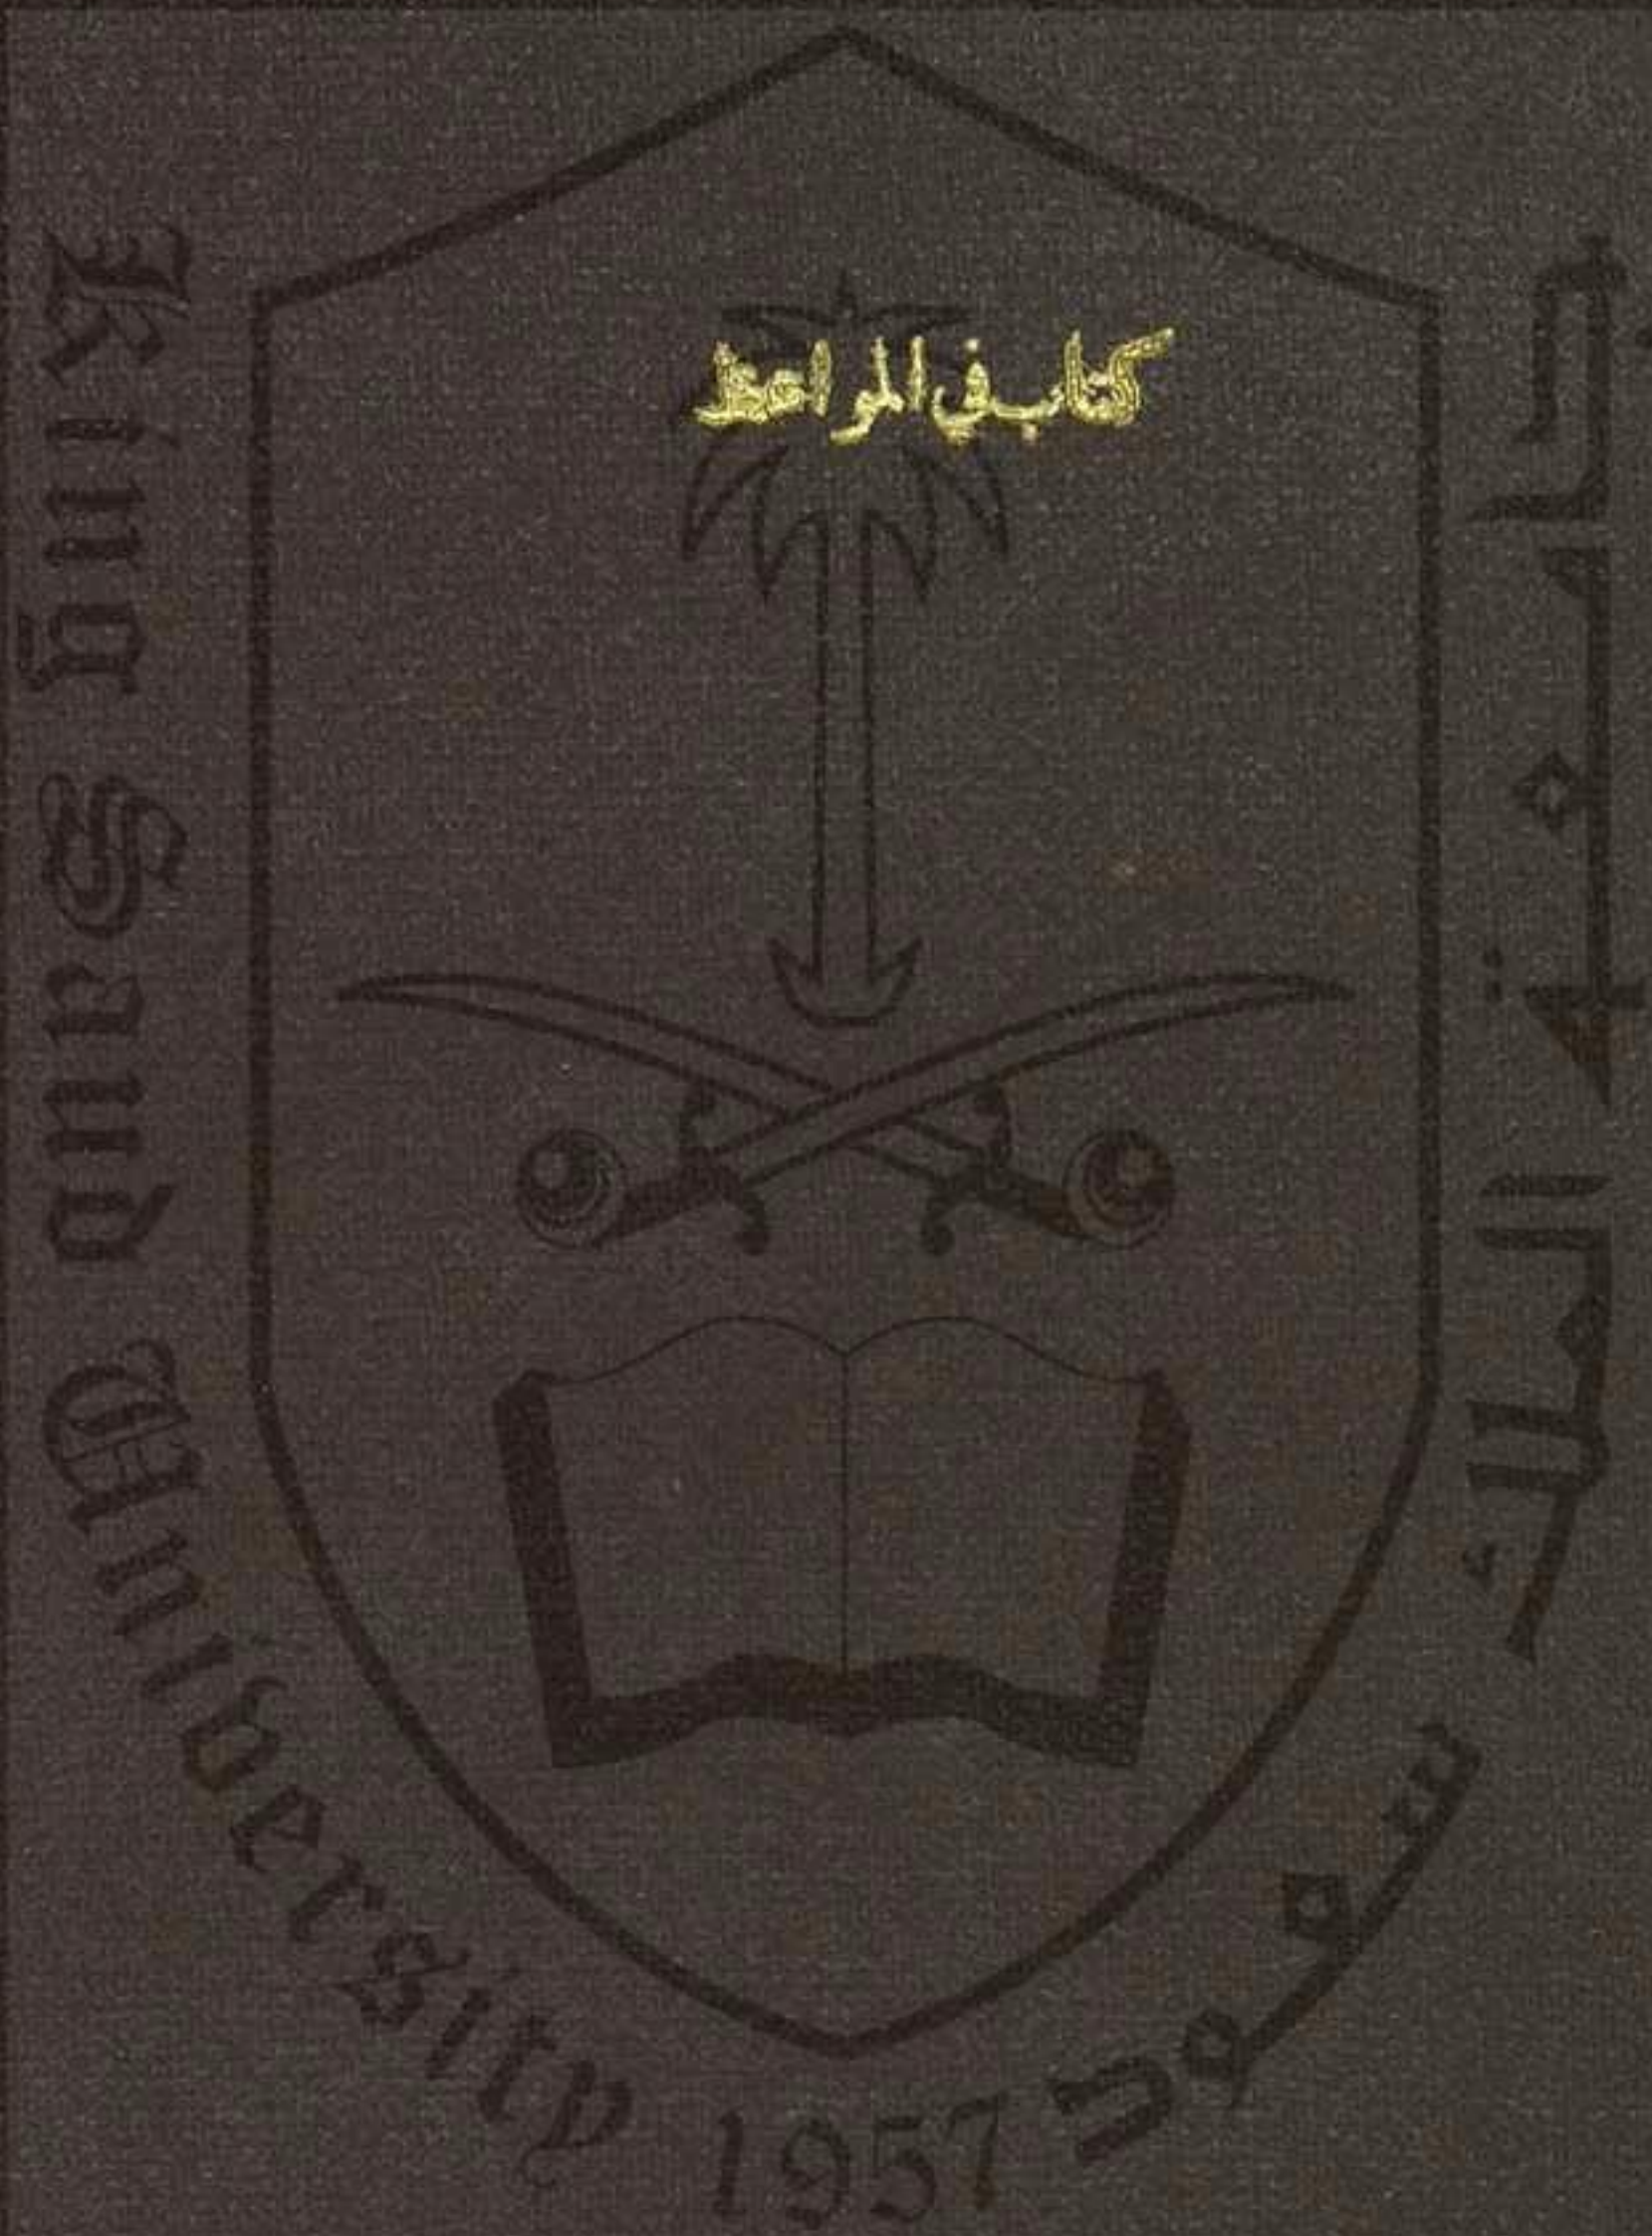 كتاب في المواعظ
King Saud University
1957
جامعة الملك سعود